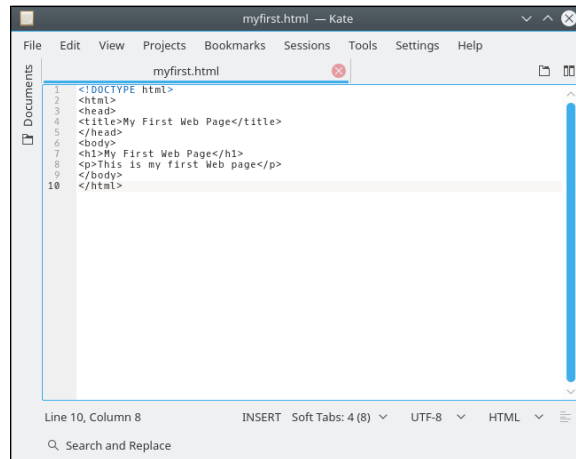 myfirst.html — Kate
File Edit View Projects Bookmarks Sessions Tools Settings Help
Documents
myfirst.html
1 <!DOCTYPE html>
2 <html>
3 <head>
4 <title>My First Web Page</title>
5 </head>
6 <body>
7 <h1>My First Web Page</h1>
8 <p>This is my first Web page</p>
9 </body>
10 </html>
Line 10, Column 8 INSERT Soft Tabs: 4 (8) UTF-8 HTML
Search and Replace